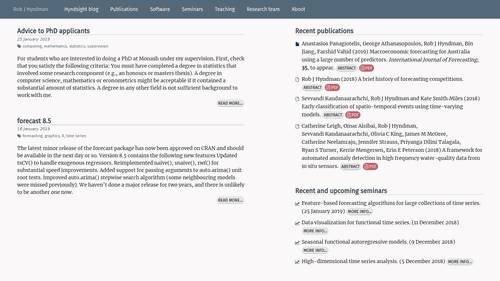 Rob J Hyndman Hyndsight blog Publications Software Seminars Teaching Research team About
Advice to PhD applicants
25 January 2019
computing, mathematics, statistics, supervision
For students who are interested in doing a PhD at Monash under my supervision. First, check
that you satisfy the following criteria: You must have completed a degree in statistics that
involved some research component (e.g., an honours or masters thesis). A degree in
computer science, mathematics or econometrics might be acceptable if it contained a
substantial amount of statistics. A degree in any other field is not sufficient background to
work with me.
READ MORE…
forecast 8.5
18 January 2019
forecasting, graphics, R, time series
The latest minor release of the forecast package has now been approved on CRAN and should
be available in the next day or so. Version 8.5 contains the following new features Updated
tsCV() to handle exogenous regressors. Reimplemented naive(), snaive(), rwf() for
substantial speed improvements. Added support for passing arguments to auto.arima() unit
root tests. Improved auto.arima() stepwise search algorithm (some neighbouring models
were missed previously). We haven't done a major release for two years, and there is unlikely
to be another one now.
READ MORE…
Recent publications
Anastasios Panagiotelis, George Athanasopoulos, Rob J Hyndman, Bin
Jiang, Farshid Vahid (2019) Macroeconomic forecasting for Australia
using a large number of predictors. International Journal of Forecasting,
35, to appear. ABSTRACT PDF
Rob J Hyndman (2018) A brief history of forecasting competitions.
ABSTRACT PDF
Sevvandi Kandanaarachchi, Rob J Hyndman and Kate Smith-Miles (2018)
Early classification of spatio-temporal events using time-varying
models. ABSTRACT PDF
Catherine Leigh, Omar Alsibai, Rob J Hyndman,
Sevvandi Kandanaarachchi, Olivia C King, James M McGree,
Catherine Neelamraju, Jennifer Strauss, Priyanga Dilini Talagala,
Ryan S Turner, Kerrie Mengersen, Erin E Peterson (2018) A framework for
automated anomaly detection in high frequency water-quality data from
in situ sensors. ABSTRACT PDF
Recent and upcoming seminars
Feature-based forecasting algorithms for large collections of time series.
(25 January 2019) MORE INFO…
Data visualization for functional time series. (11 December 2018)
MORE INFO…
Seasonal functional autoregressive models. (9 December 2018)
MORE INFO…
High-dimensional time series analysis. (5 December 2018) MORE INFO…